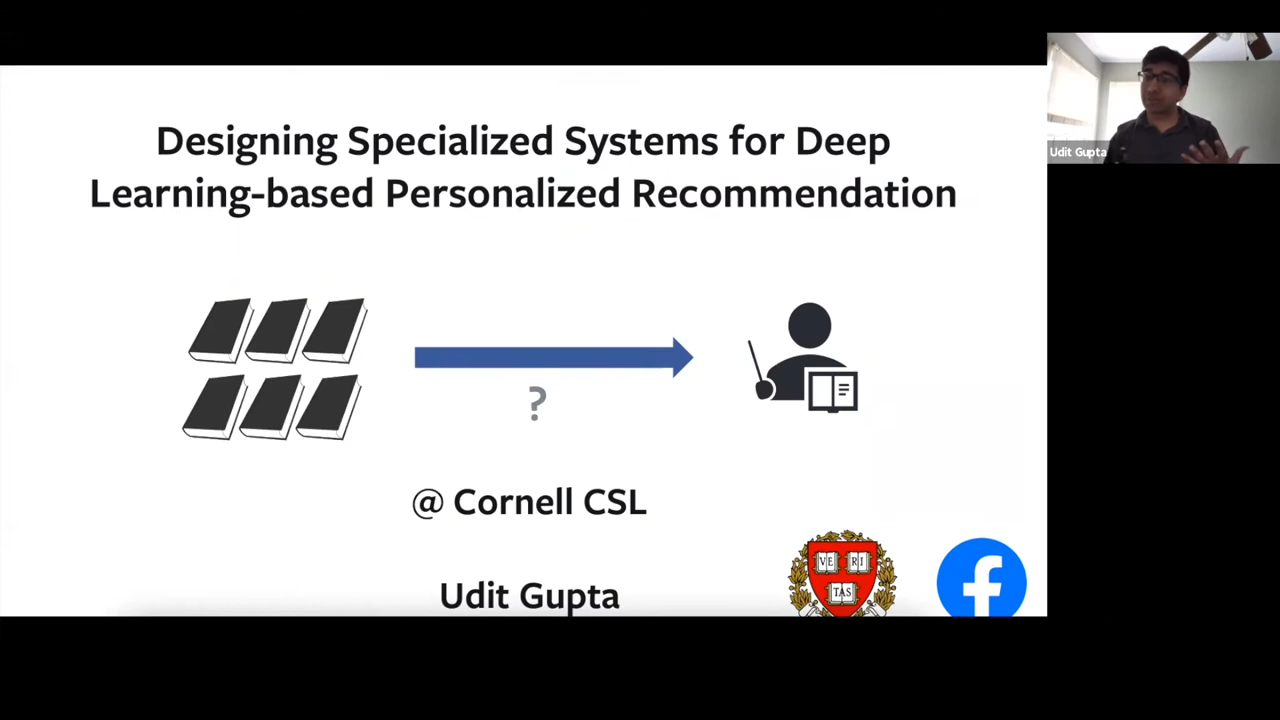 Designing Specialized Systems for Deep
Learning-based Personalized Recommendation
Udit Gupta
?
@ Cornell CSL
VE RI
TAS
Udit Gupta